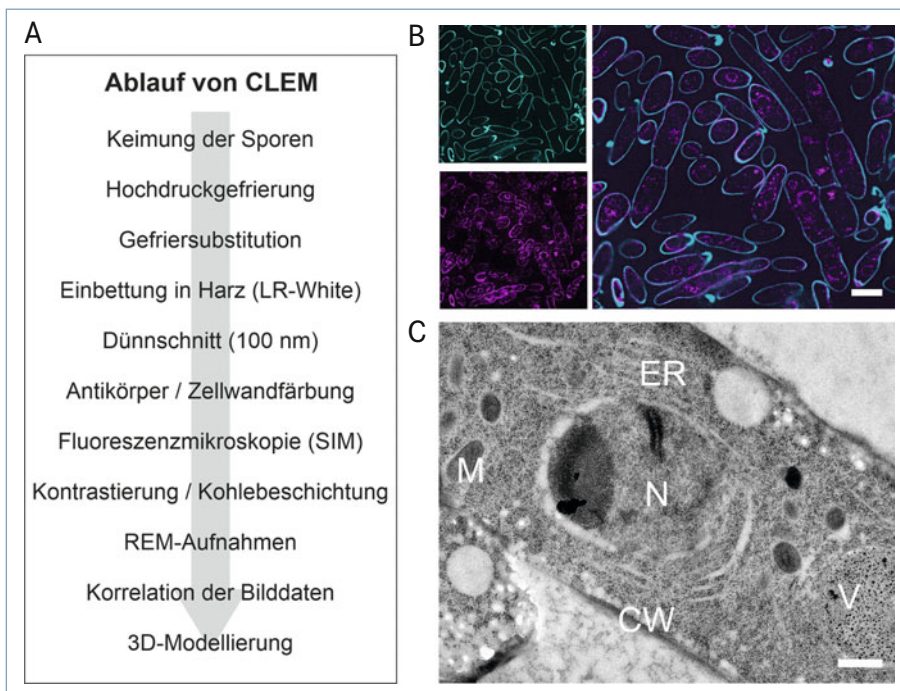 A
Ablauf von CLEM
Keimung der Sporen
Hochdruckgefrierung
Gefriersubstitution
Einbettung in Harz (LR-White)
Dünnschnitt (100 nm)
Antikörper / Zellwandfärbung
Fluoreszenzmikroskopie (SIM)
Kontrastierung / Kohlebeschichtung
REM-Aufnahmen
Korrelation der Bilddaten
3D-Modellierung
B
C
ER
M
N
V
CW